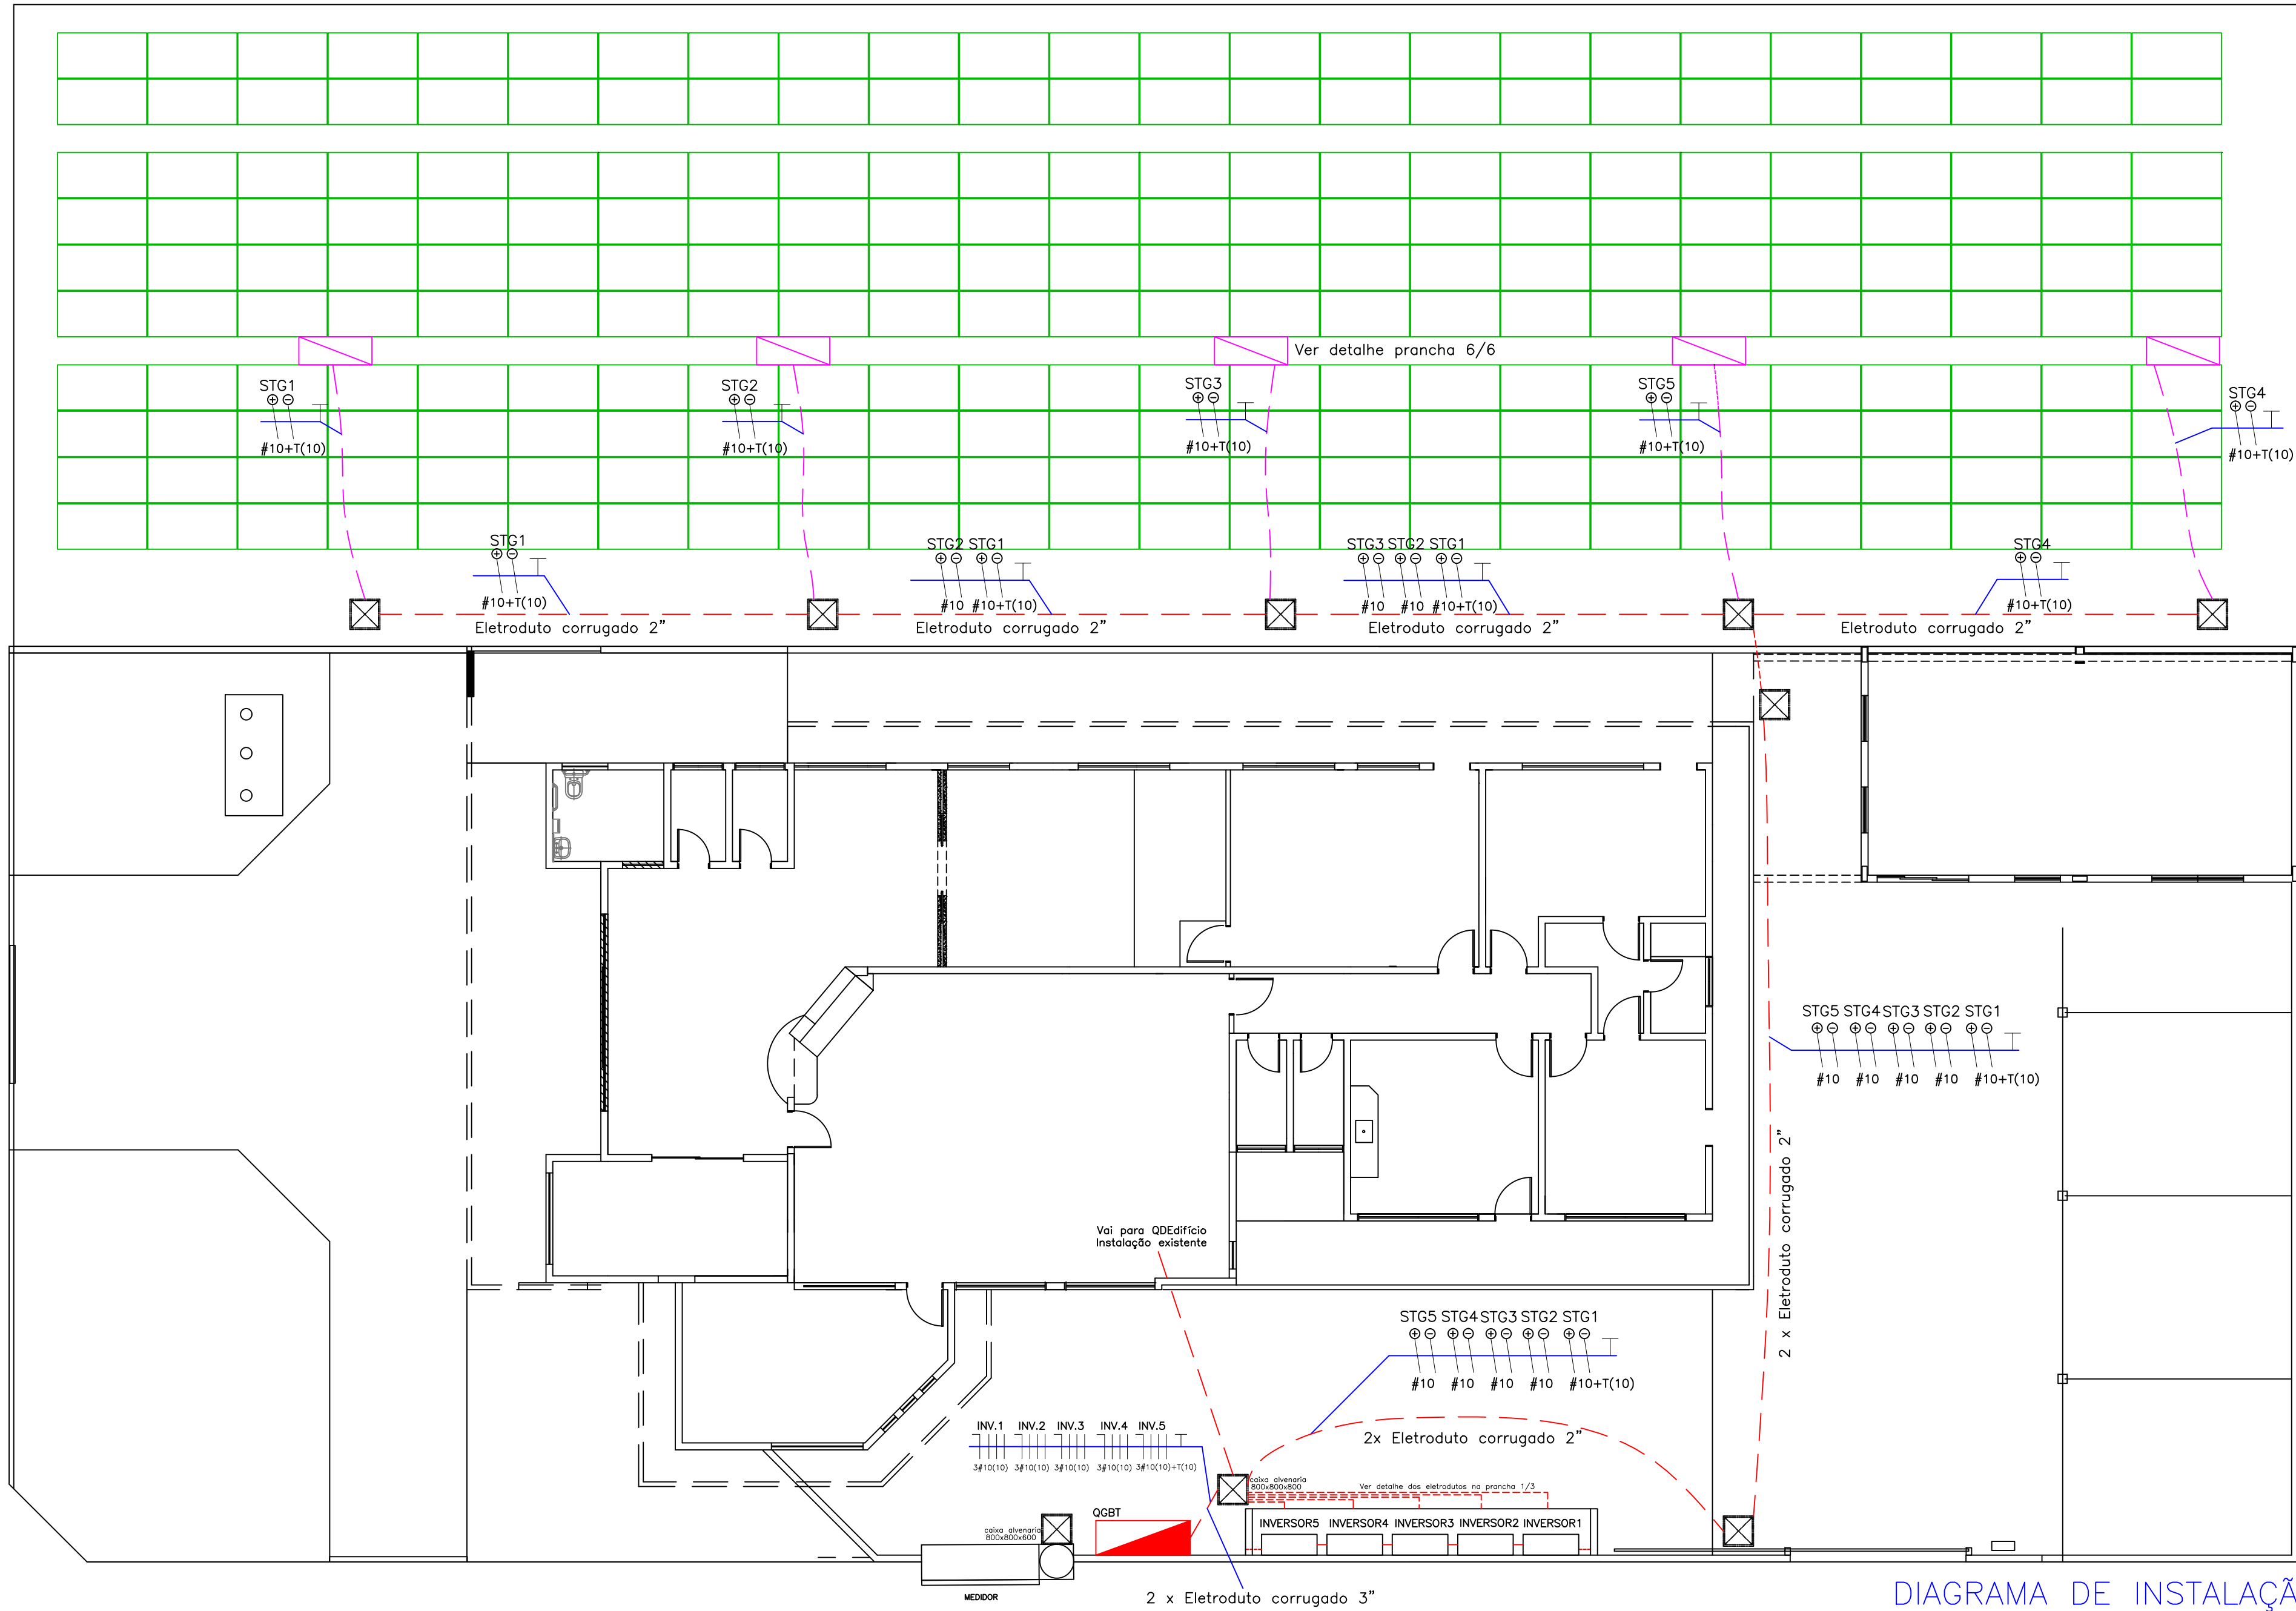 Ver detalhe prancha 6/6
STG1
#10+T(10)
STG2
#10+T(10)
STG3
#10+T(10)
STG5
#10+T(10)
STG4
#10+T(10)
STG1
#10+T(10)
Eletroduto corrugado 2"
STG2 STG1
#10 #10+T(10)
Eletroduto corrugado 2"
STG3 STG2 STG1
#10 #10 #10+T(10)
Eletroduto corrugado 2"
STG4
#10+T(10)
Eletroduto corrugado 2"
STG5 STG4 STG3 STG2 STG1
#10 #10 #10 #10 #10+T(10)
2 x Eletroduto corrugado 2"
Vai para QDEdifício
Instalação existente
STG5 STG4 STG3 STG2 STG1
#10 #10 #10 #10 #10+T(10)
2x Eletroduto corrugado 2"
INV.1 INV.2 INV.3 INV.4 INV.5
3#10(10) 3#10(10) 3#10(10) 3#10(10) 3#10(10)+T(10)
caixa alvenaria
800x800x800
Ver detalhe dos eletrodutos na prancha 1/3
QGBT
INVERSOR5 INVERSOR4 INVERSOR3 INVERSOR2 INVERSOR1
caixa alvenaria
800x800x600
MEDIDOR
2 x Eletroduto corrugado 3"
DIAGRAMA DE INSTALAÇÃ